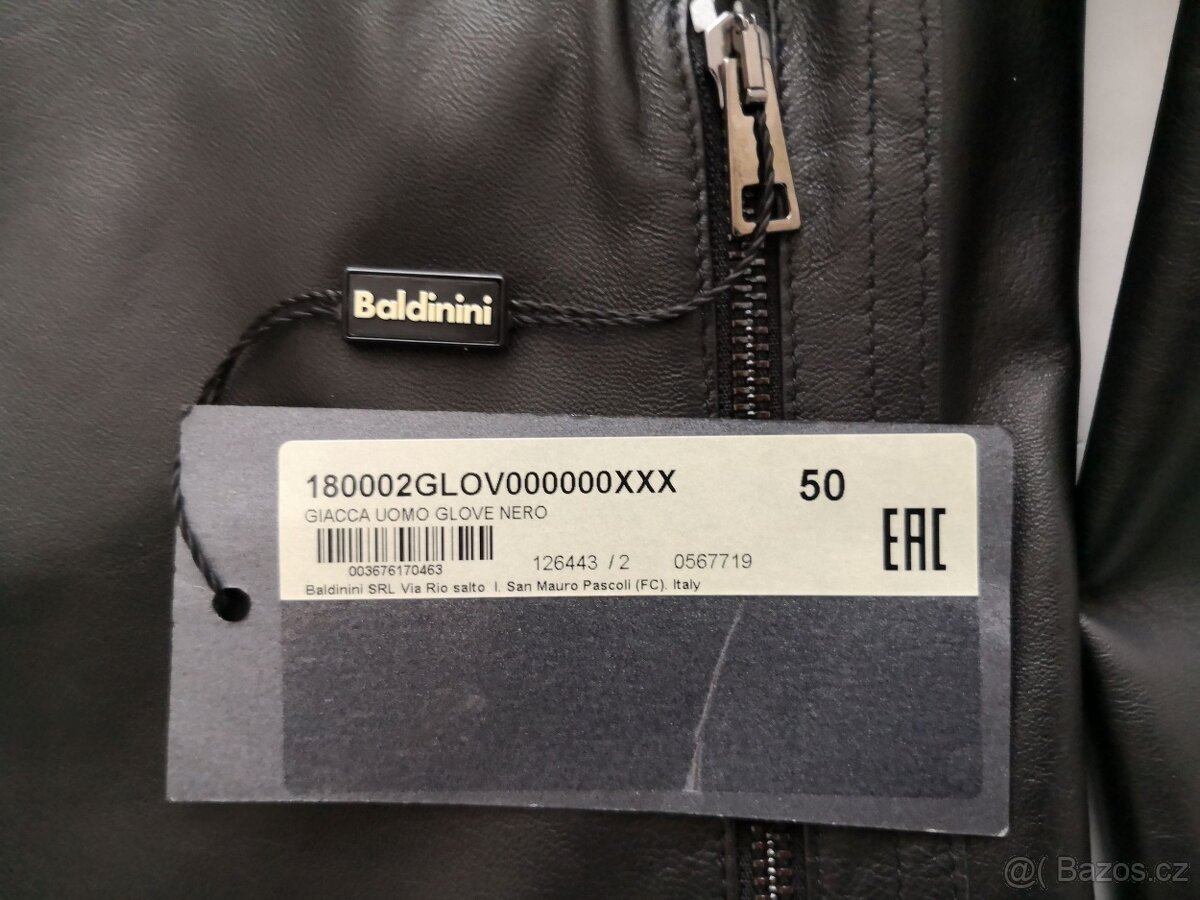 Baldinini
180002GLOV000000XXX 50
GIACCA UOMO GLOVE NERO
EAC
003676170463 126443 /2 0567719
Baldinini SRL Via Rio salto I. San Mauro Pascoli (FC). Italy
@( Bazos.cz